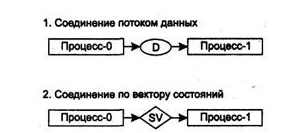 1. Соединение потоком данных
Процесс-0 D Процесс-1
2. Соединение по вектору состояний
Процесс-0 SV Процесс-1